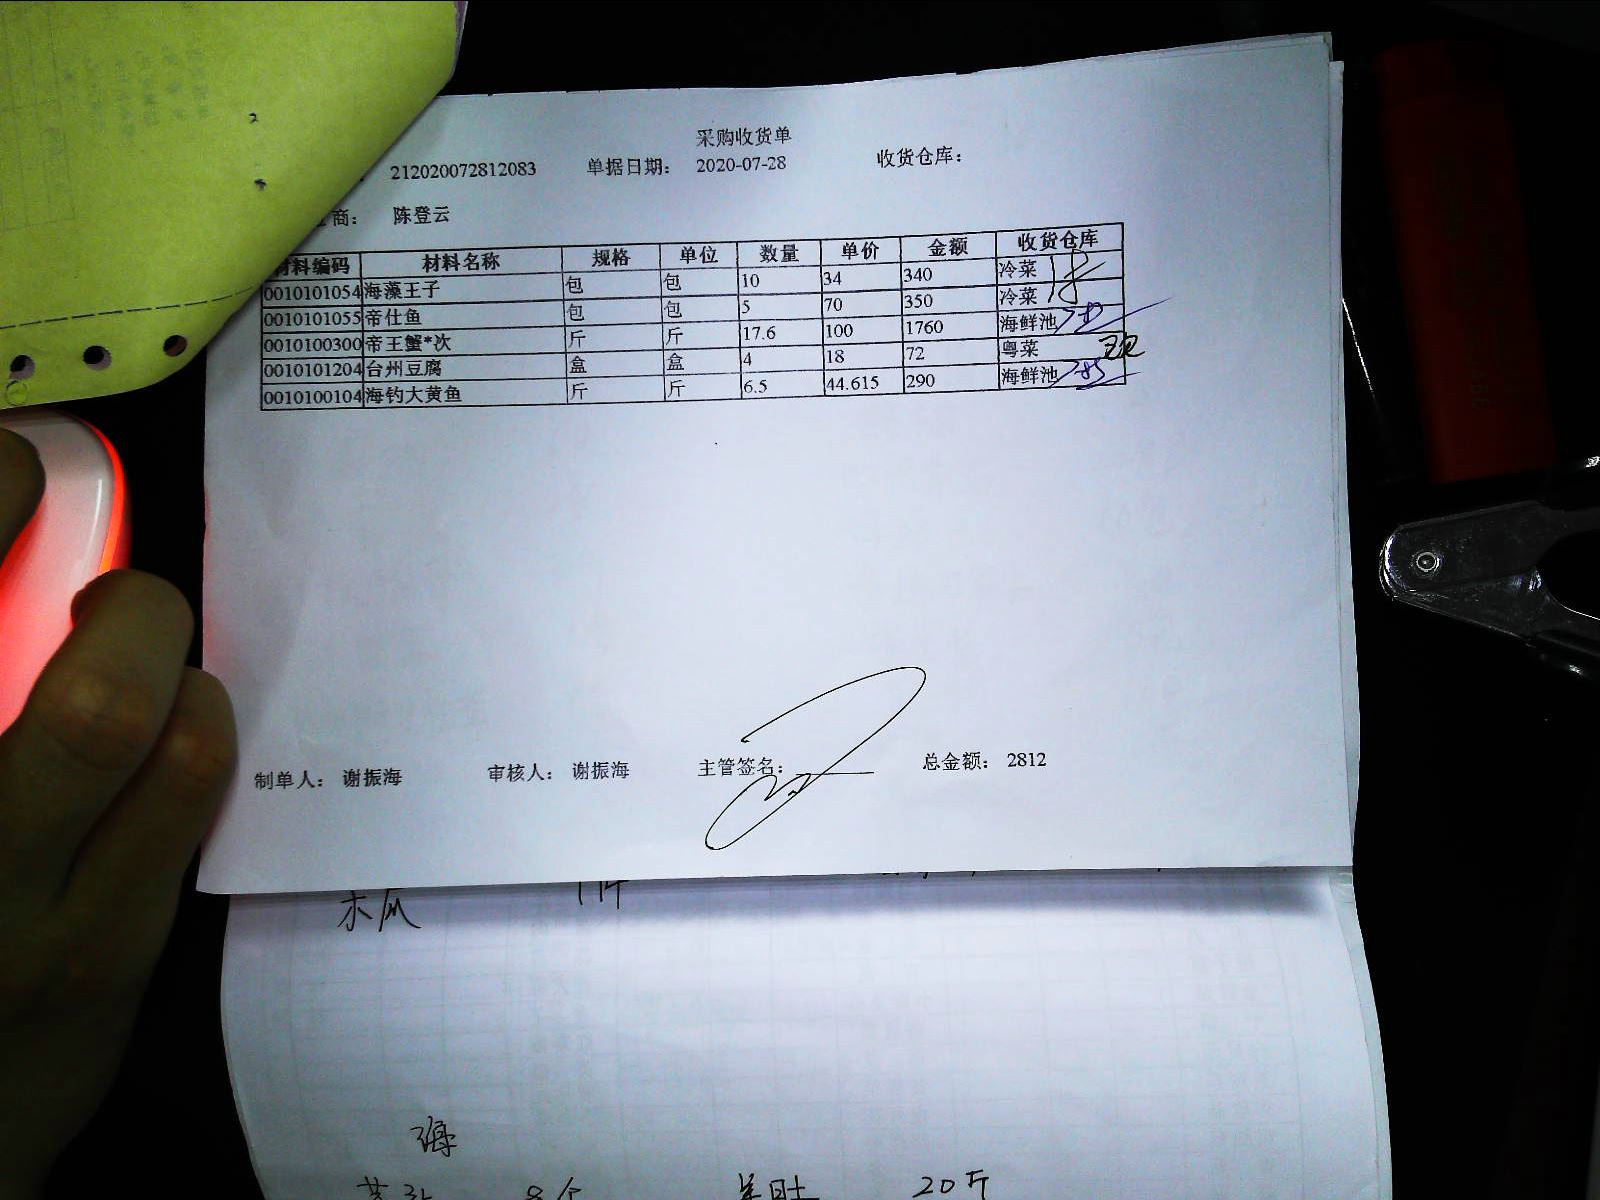 采购收货单
212020072812083 单据日期： 2020-07-28 收货仓库：
商： 陈登云
材料编码 材料名称 规格 单位 数量 单价 金额 收货仓库
0010101054 海藻王子 包 包 10 34 340 冷菜
0010101055 帝仕鱼 包 包 5 70 350 冷菜
0010100300 帝王蟹*次 斤 斤 17.6 100 1760 海鲜池
0010101204 台州豆腐 盒 盒 4 18 72 粤菜
0010100104 海钓大黄鱼 斤 斤 6.5 44.615 290 海鲜池
制单人： 谢振海 审核人： 谢振海 主管签名： 总金额： 2812
木瓜
海
20斤